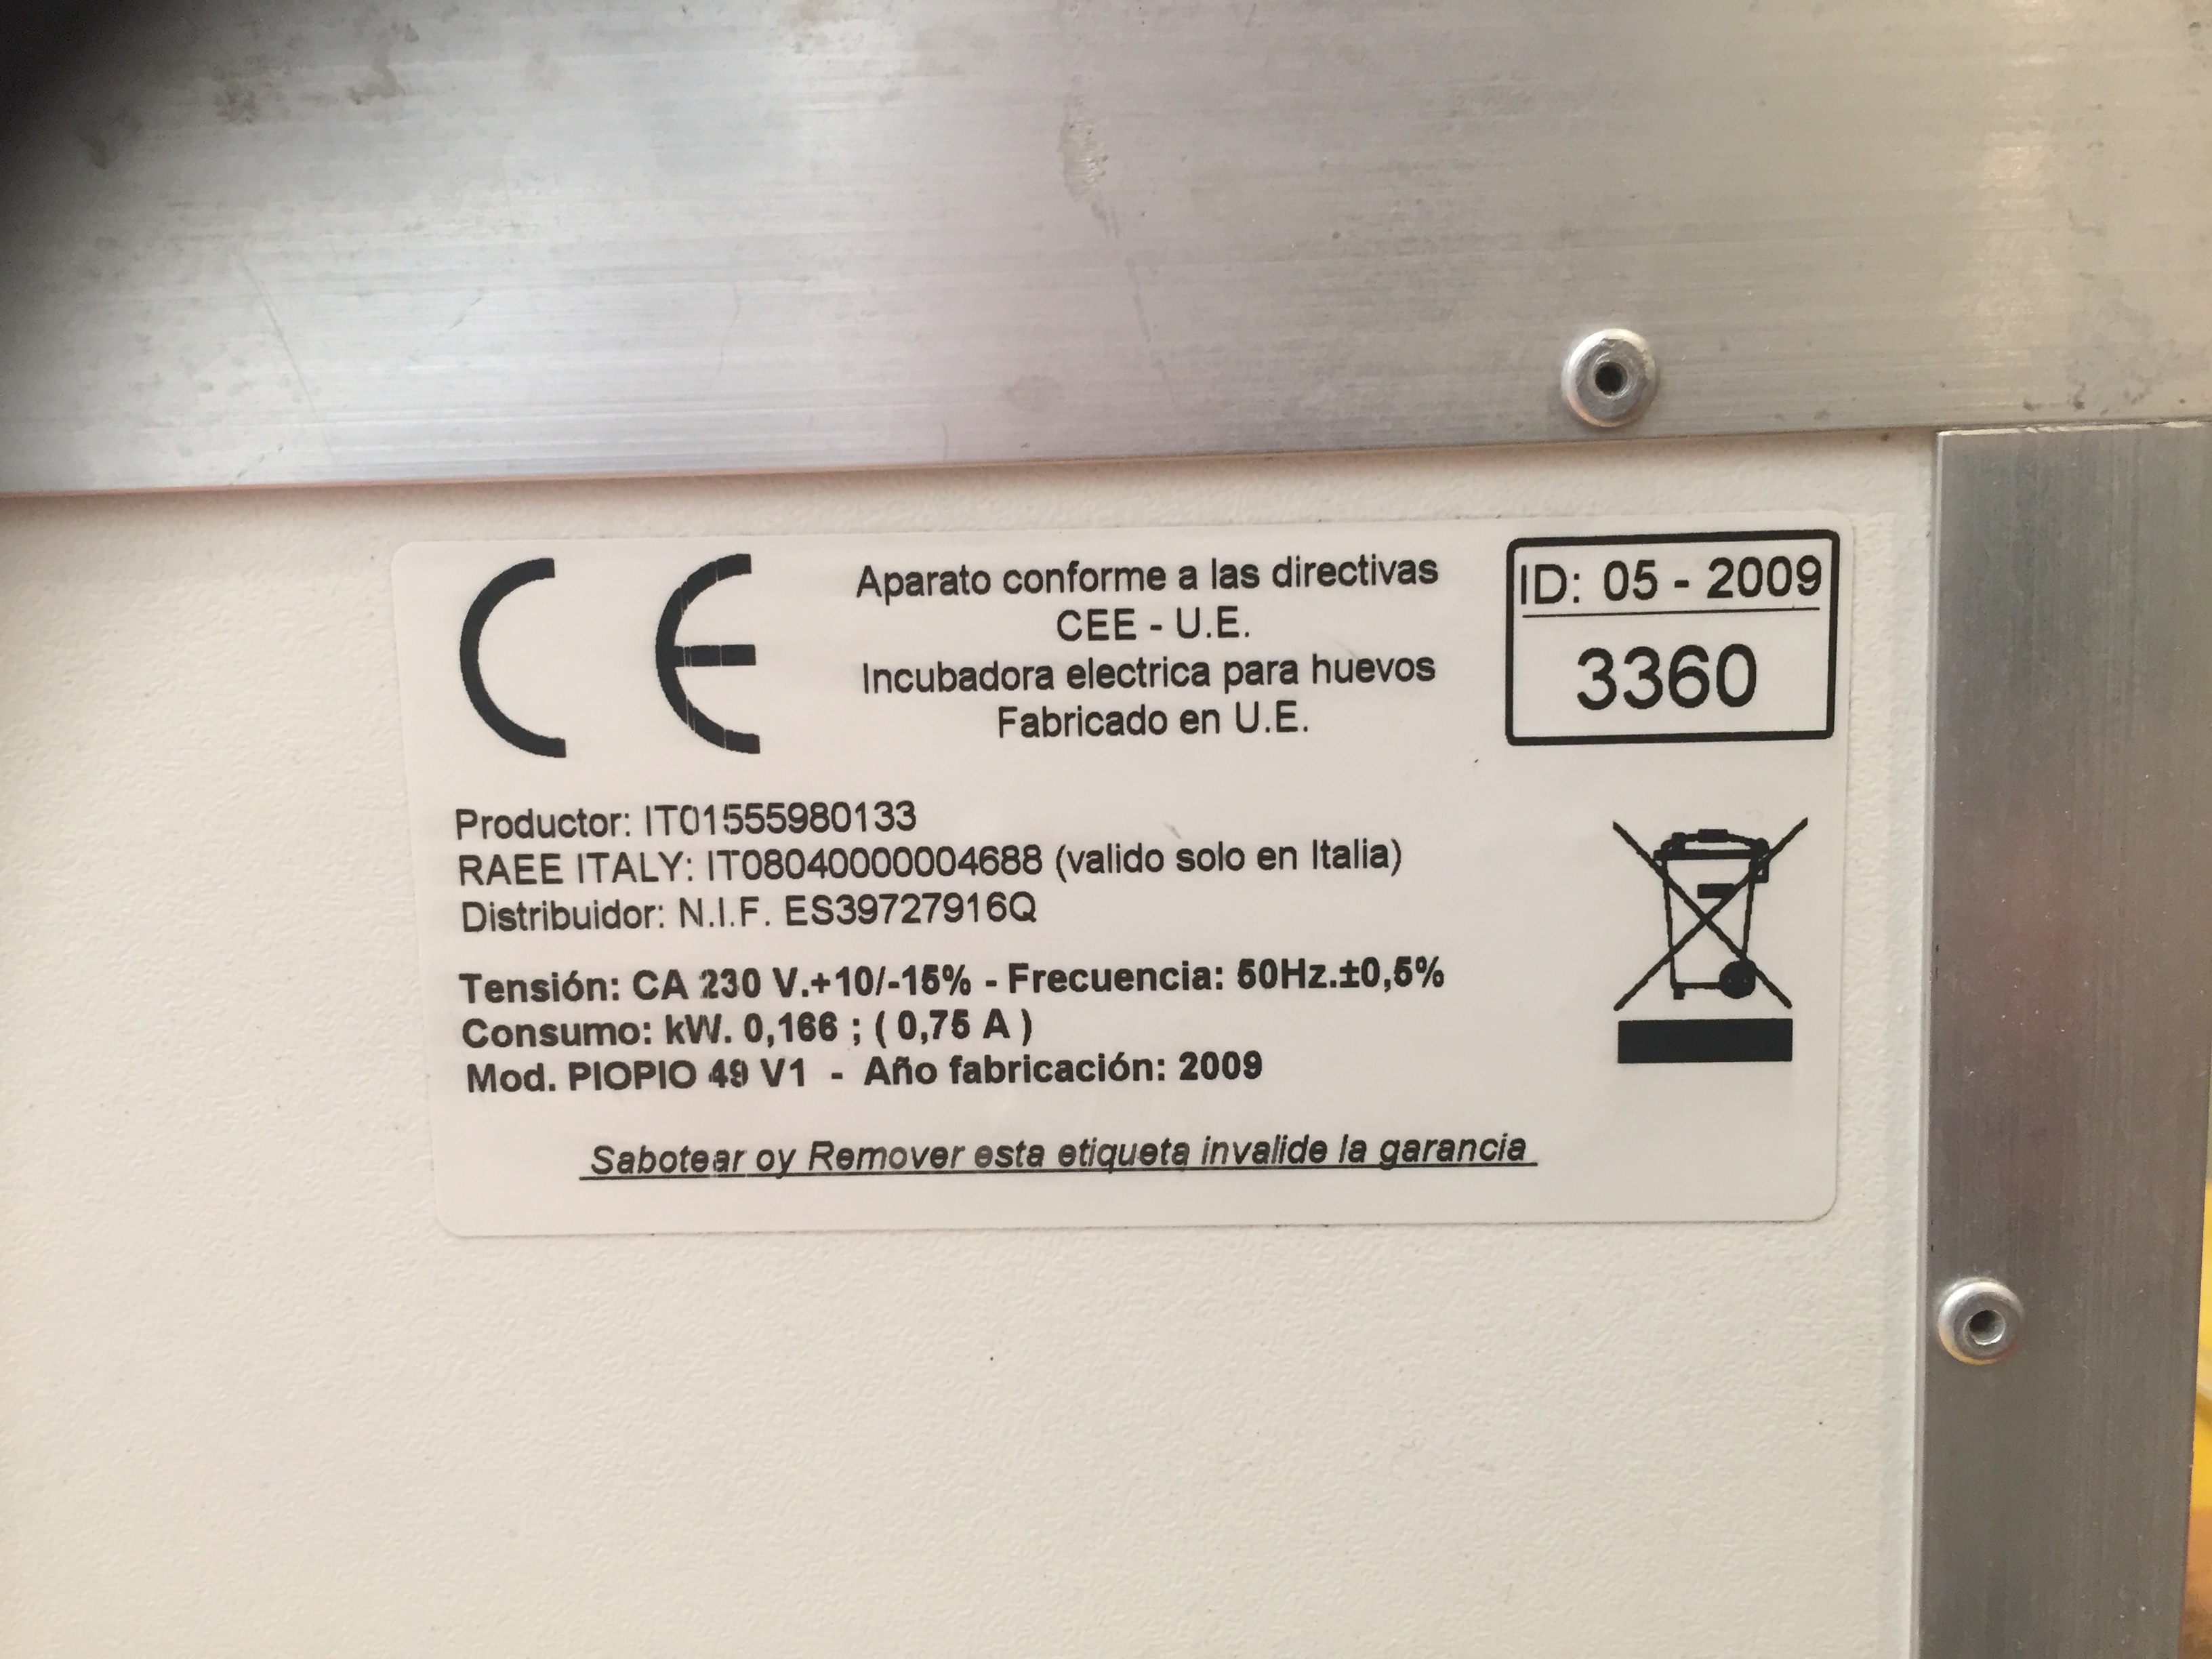 CE
Aparato conforme a las directivas
CEE - U.E.
Incubadora electrica para huevos
Fabricado en U.E.
ID: 05 - 2009
3360
Productor: IT01555980133
RAEE ITALY: IT08040000004688 (valido solo en Italia)
Distribuidor: N.I.F. ES39727916Q
Tensión: CA 230 V.+10/-15% - Frecuencia: 50Hz.±0,5%
Consumo: kW. 0,166 ; ( 0,75 A )
Mod. PIOPIO 49 V1 - Año fabricación: 2009
Sabotear oy Remover esta etiqueta invalide la garancia